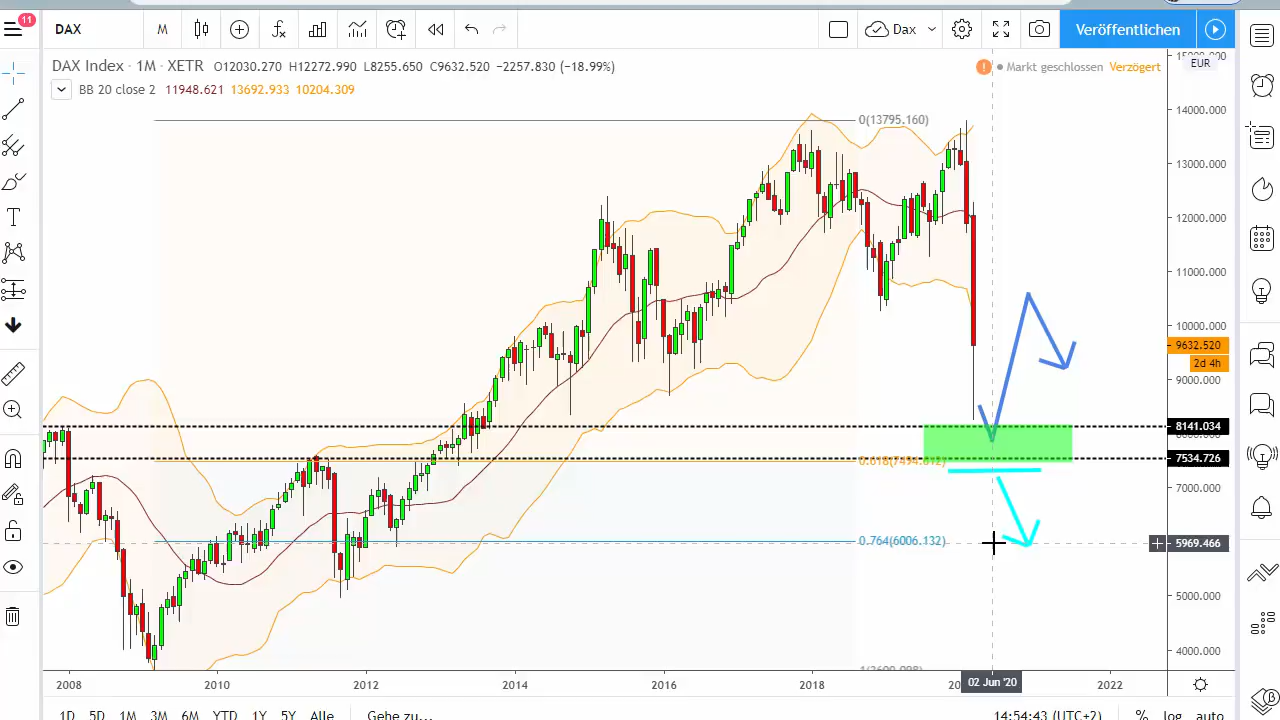 11
DAX
M
Dax
Veröffentlichen
DAX Index · 1M · XETR O12030.270 H12272.990 L8255.650 C9632.520 −2257.830 (−18.99%)
Markt geschlossen Verzögert
EUR
BB 20 close 2 11948.621 13692.933 10204.309
0(13795.160)
14000.000
13000.000
12000.000
11000.000
10000.000
9632.520
2d 4h
9000.000
8141.034
7534.726
7000.000
0.764(6006.132)
5969.466
5000.000
4000.000
2008 2010 2012 2014 2016 2018 02 Jun '20 2022
1D 5D 1M 3M 6M YTD 1Y 5Y Alle Gehe zu... 14:54:43 (UTC+2) % log auto